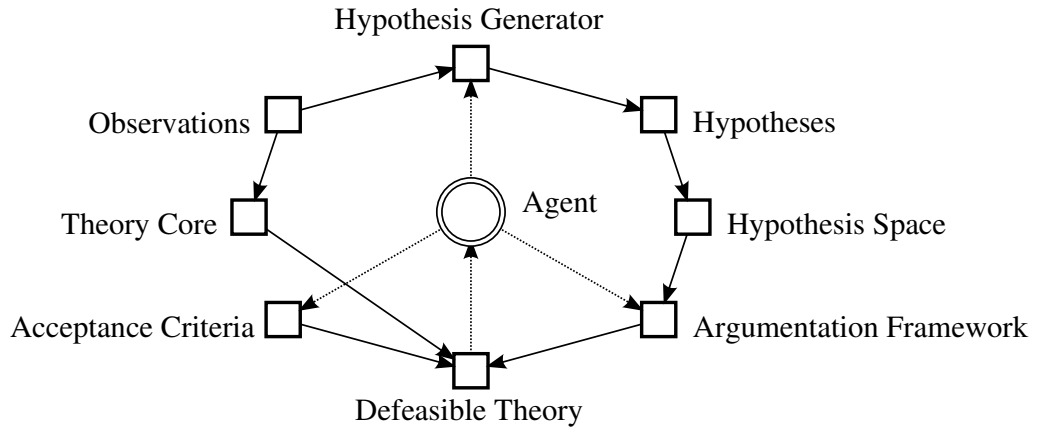 Hypothesis Generator
Observations
Hypotheses
Agent
Theory Core
Hypothesis Space
Acceptance Criteria
Argumentation Framework
Defeasible Theory